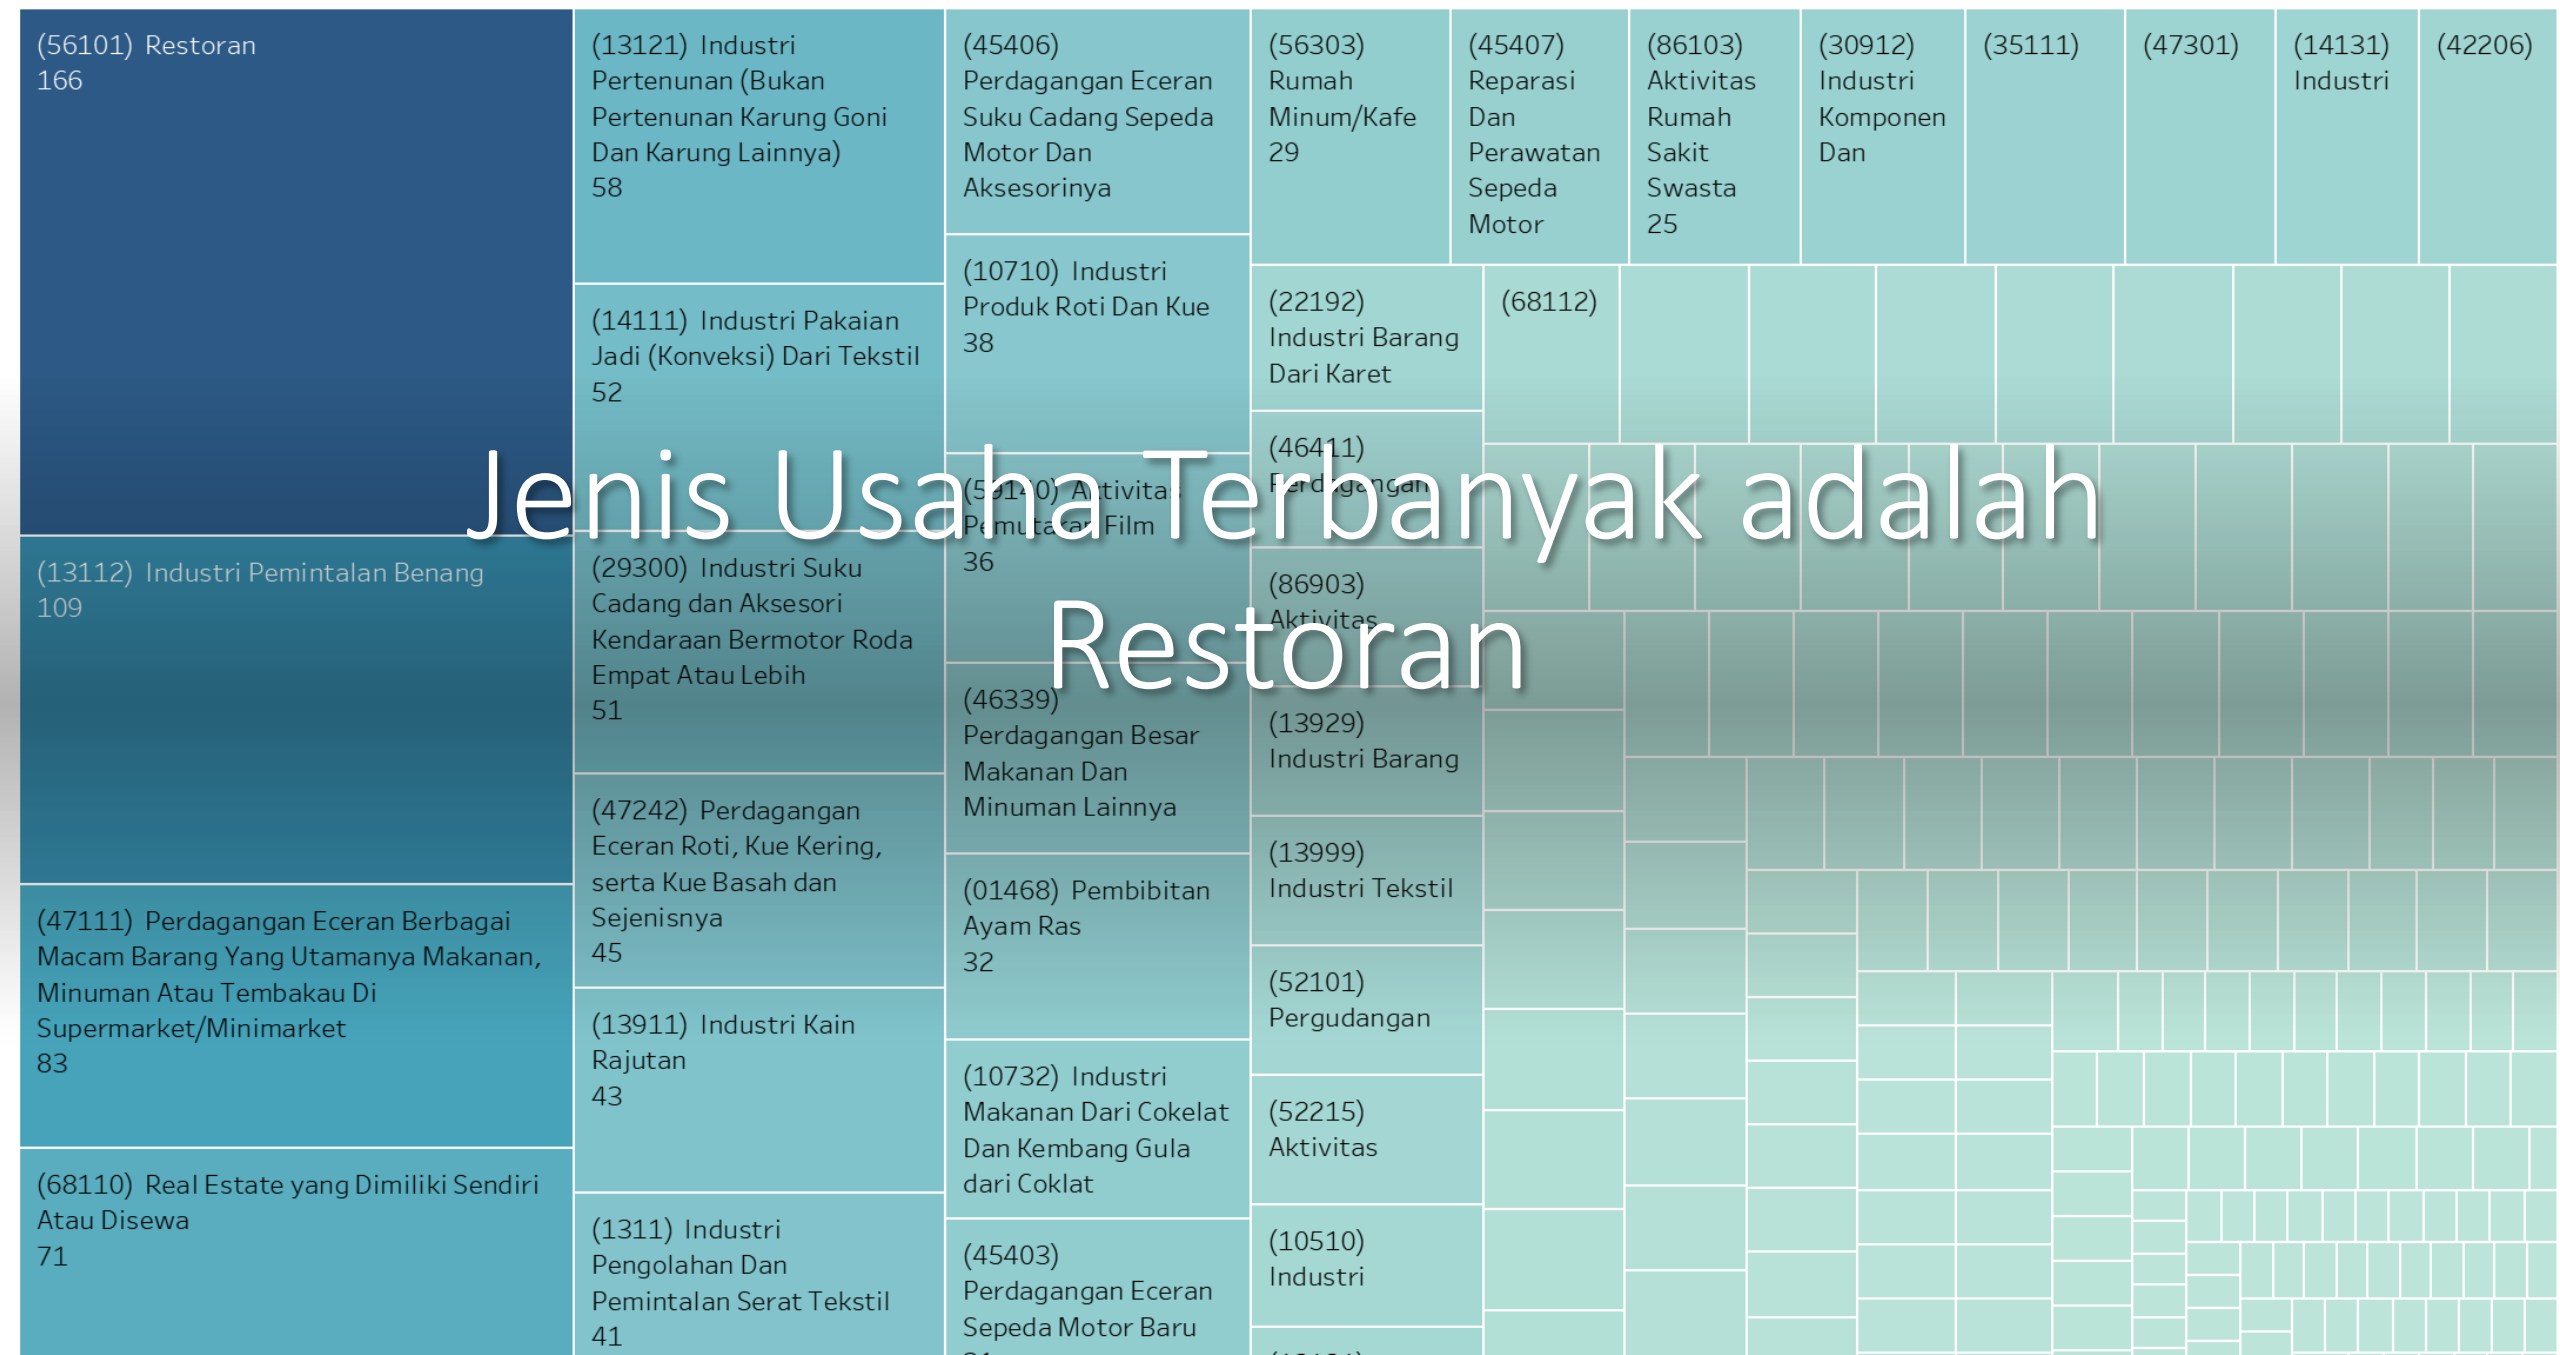 (56101) Restoran
166
(13112) Industri Pemintalan Benang
109
(47111) Perdagangan Eceran Berbagai
Macam Barang Yang Utamanya Makanan,
Minuman Atau Tembakau Di
Supermarket/Minimarket
83
(68110) Real Estate yang Dimiliki Sendiri
Atau Disewa
71
(13121) Industri
Pertenunan (Bukan
Pertenunan Karung Goni
Dan Karung Lainnya)
58
(14111) Industri Pakaian
Jadi (Konveksi) Dari Tekstil
52
(29300) Industri Suku
Cadang dan Aksesori
Kendaraan Bermotor Roda
Empat Atau Lebih
51
(47242) Perdagangan
Eceran Roti, Kue Kering,
serta Kue Basah dan
Sejenisnya
45
(13911) Industri Kain
Rajutan
43
(1311) Industri
Pengolahan Dan
Pemintalan Serat Tekstil
41
(45406)
Perdagangan Eceran
Suku Cadang Sepeda
Motor Dan
Aksesorinya
(10710) Industri
Produk Roti Dan Kue
38
(59140) Aktivitas
Pemutaran Film
36
(46339)
Perdagangan Besar
Makanan Dan
Minuman Lainnya
(01468) Pembibitan
Ayam Ras
32
(10732) Industri
Makanan Dari Cokelat
Dan Kembang Gula
dari Coklat
(45403)
Perdagangan Eceran
Sepeda Motor Baru
(56303)
Rumah
Minum/Kafe
29
(45407)
Reparasi
Dan
Perawatan
Sepeda
Motor
(86103)
Aktivitas
Rumah
Sakit
Swasta
25
(30912)
Industri
Komponen
Dan
(35111)
(47301)
(14131)
Industri
(42206)
(22192)
Industri Barang
Dari Karet
(68112)
(46411)
Perdagangan
(86903)
Aktivitas
(13929)
Industri Barang
(13999)
Industri Tekstil
(52101)
Pergudangan
(52215)
Aktivitas
(10510)
Industri
Jenis Usaha Terbanyak adalah
Restoran